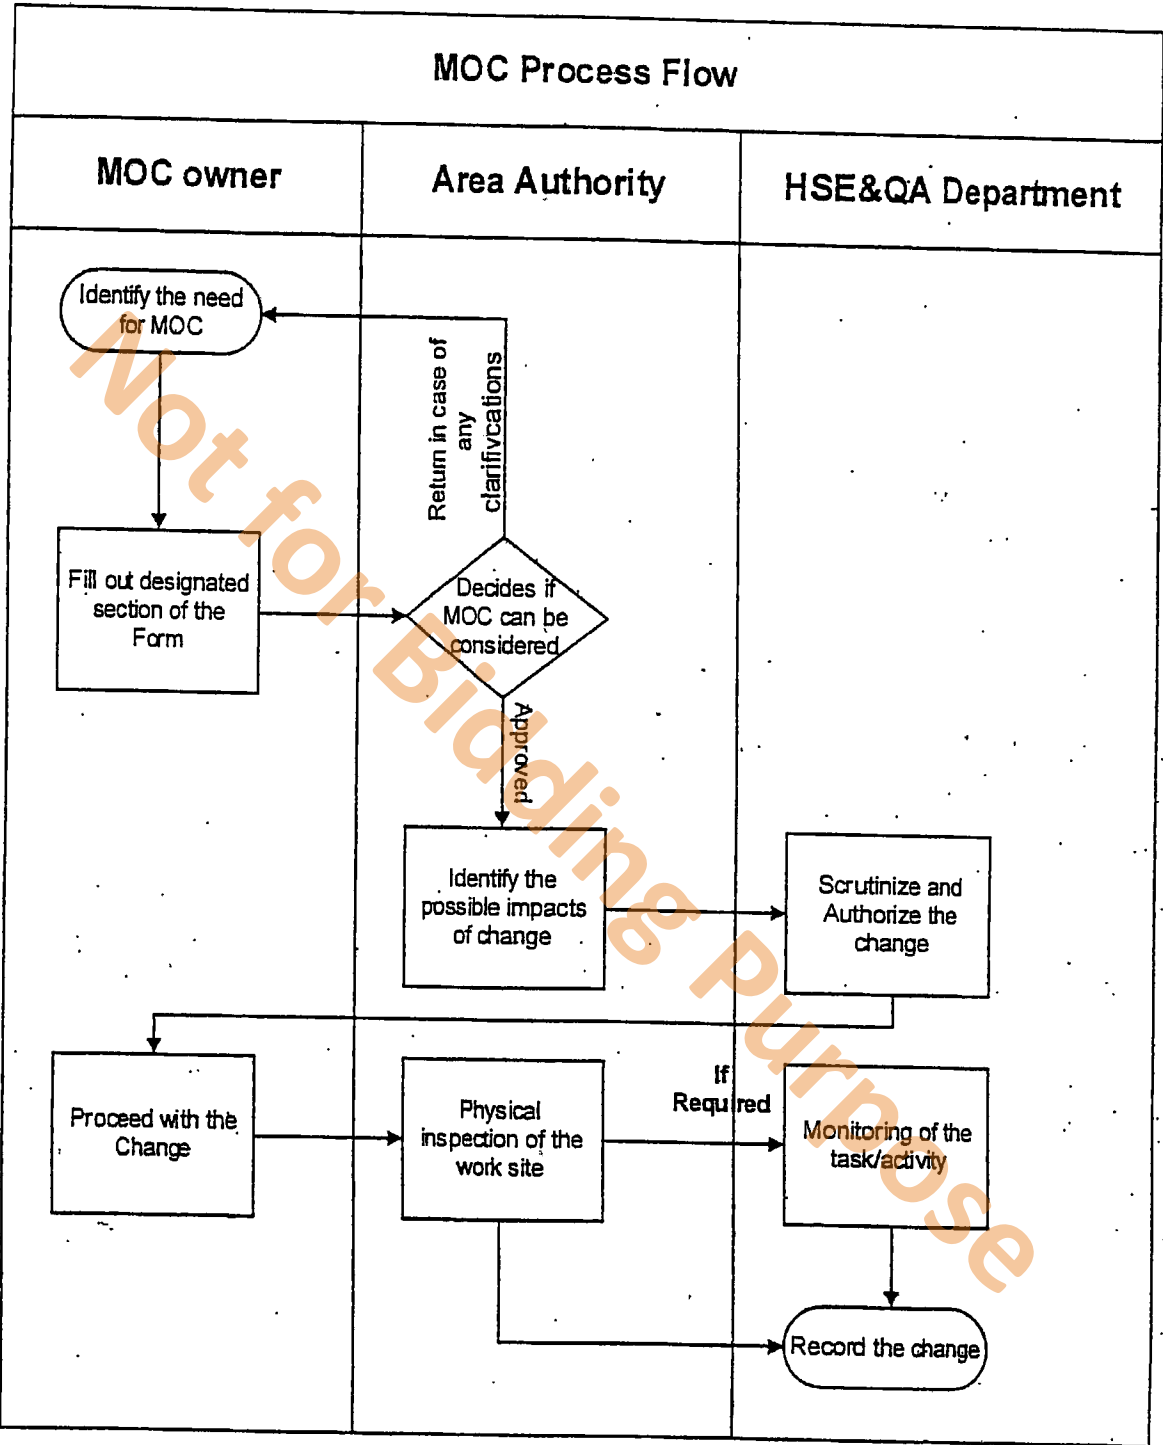 MOC Process Flow
MOC owner
Area Authority
HSE&QA Department
Identify the need
for MOC
Return in case of
any
clarifivcations
Fill out designated
section of the
Form
Decides if
MOC can be
considered
Approved
Identify the
possible impacts
of change
Scrutinize and
Authorize the
change
Proceed with the
Change
Physical
inspection of the
work site
If
Required
Monitoring of the
task/activity
Record the change
Not for Bidding Purpose